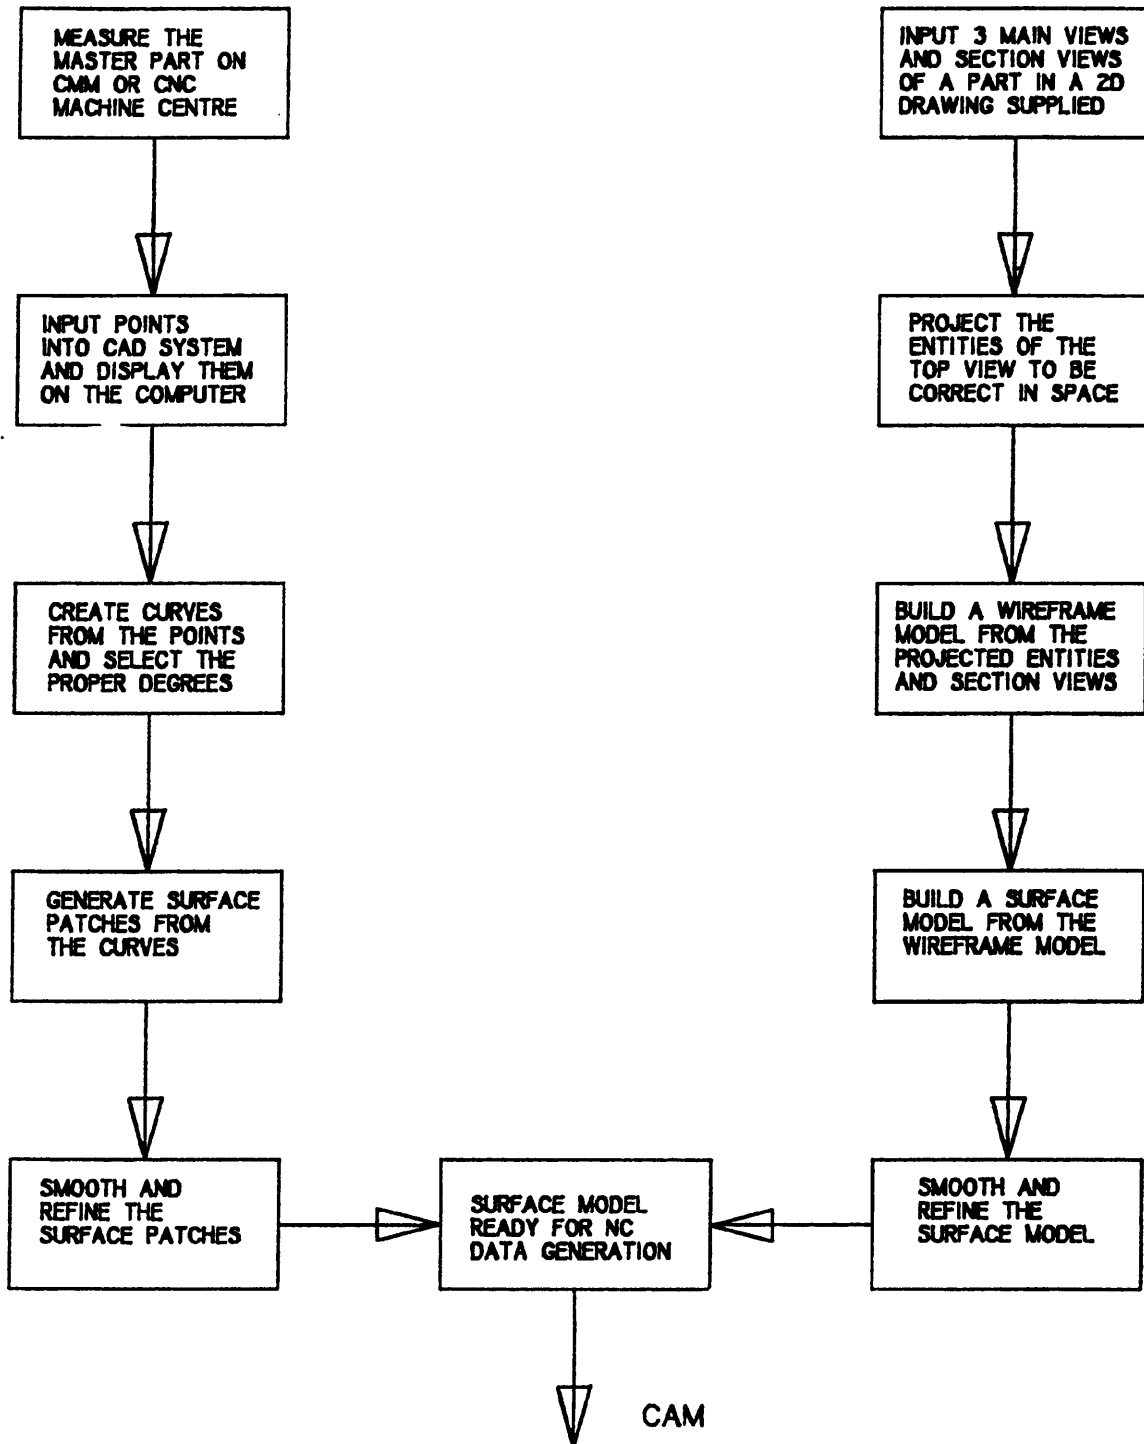 MEASURE THE
MASTER PART ON
CMM OR CNC
MACHINE CENTRE
INPUT POINTS
INTO CAD SYSTEM
AND DISPLAY THEM
ON THE COMPUTER
CREATE CURVES
FROM THE POINTS
AND SELECT THE
PROPER DEGREES
GENERATE SURFACE
PATCHES FROM
THE CURVES
SMOOTH AND
REFINE THE
SURFACE PATCHES
INPUT 3 MAIN VIEWS
AND SECTION VIEWS
OF A PART IN A 2D
DRAWING SUPPLIED
PROJECT THE
ENTITIES OF THE
TOP VIEW TO BE
CORRECT IN SPACE
BUILD A WIREFRAME
MODEL FROM THE
PROJECTED ENTITIES
AND SECTION VIEWS
BUILD A SURFACE
MODEL FROM THE
WIREFRAME MODEL
SMOOTH AND
REFINE THE
SURFACE MODEL
SURFACE MODEL
READY FOR NC
DATA GENERATION
CAM